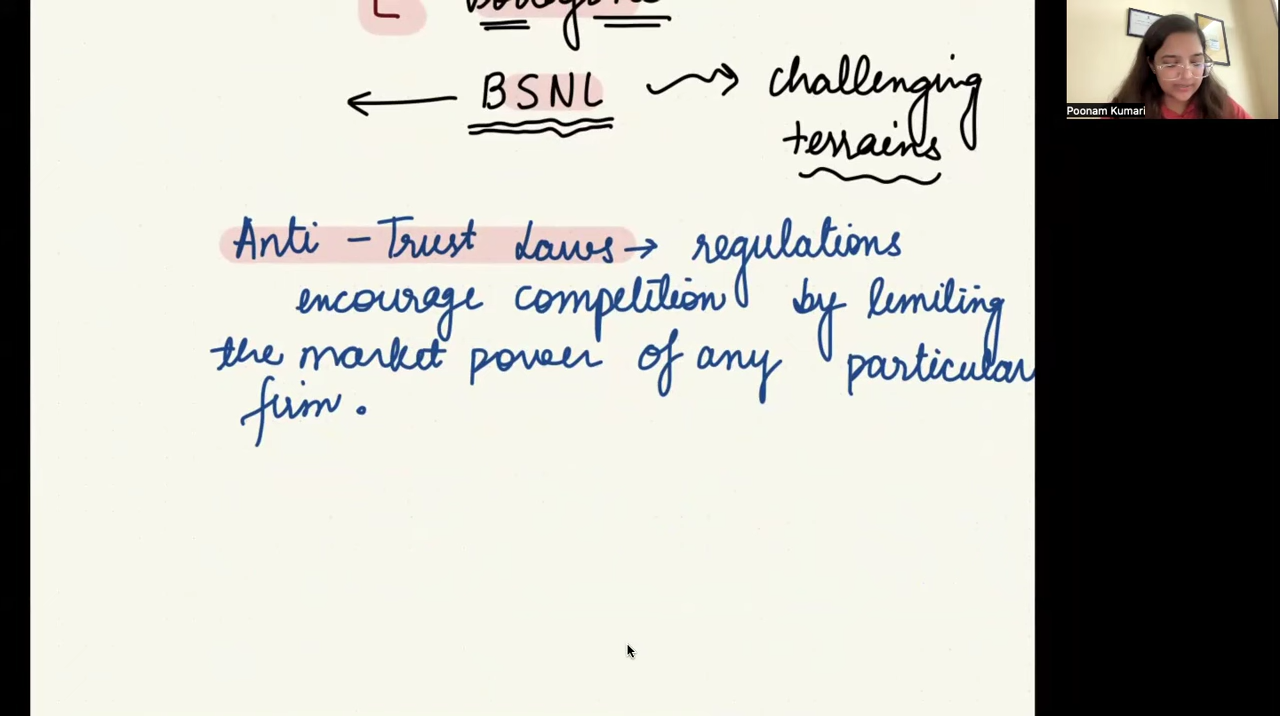 BSNL challenging
terrains
Anti - Trust Laws → regulations
encourage competition by limiting
the market power of any particular
firm.
Poonam Kumari